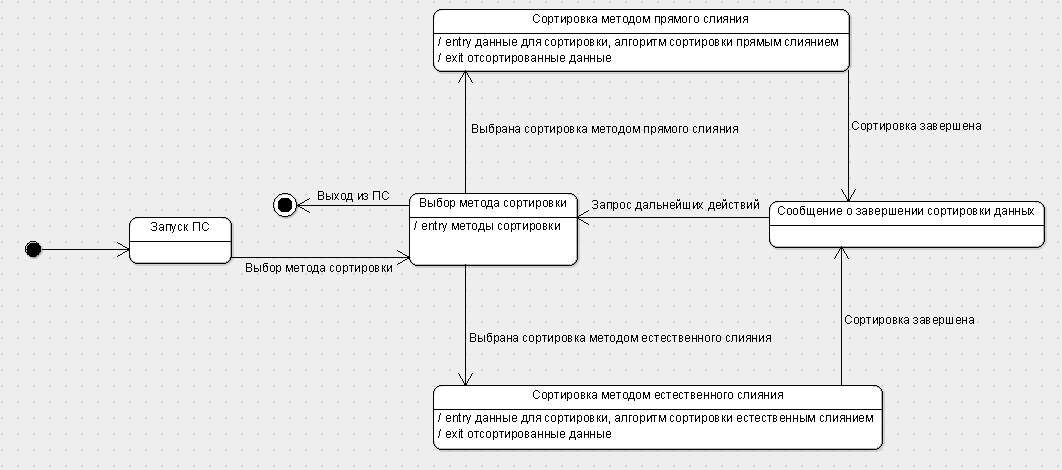 Сортировка методом прямого слияния
/ entry данные для сортировки, алгоритм сортировки прямым слиянием
/ exit отсортированные данные
Выбрана сортировка методом прямого слияния
Сортировка завершена
Выход из ПС
Выбор метода сортировки
/ entry методы сортировки
Запрос дальнейших действий
Сообщение о завершении сортировки данных
Запуск ПС
Выбор метода сортировки
Выбрана сортировка методом естественного слияния
Сортировка завершена
Сортировка методом естественного слияния
/ entry данные для сортировки, алгоритм сортировки естественным слиянием
/ exit отсортированные данные